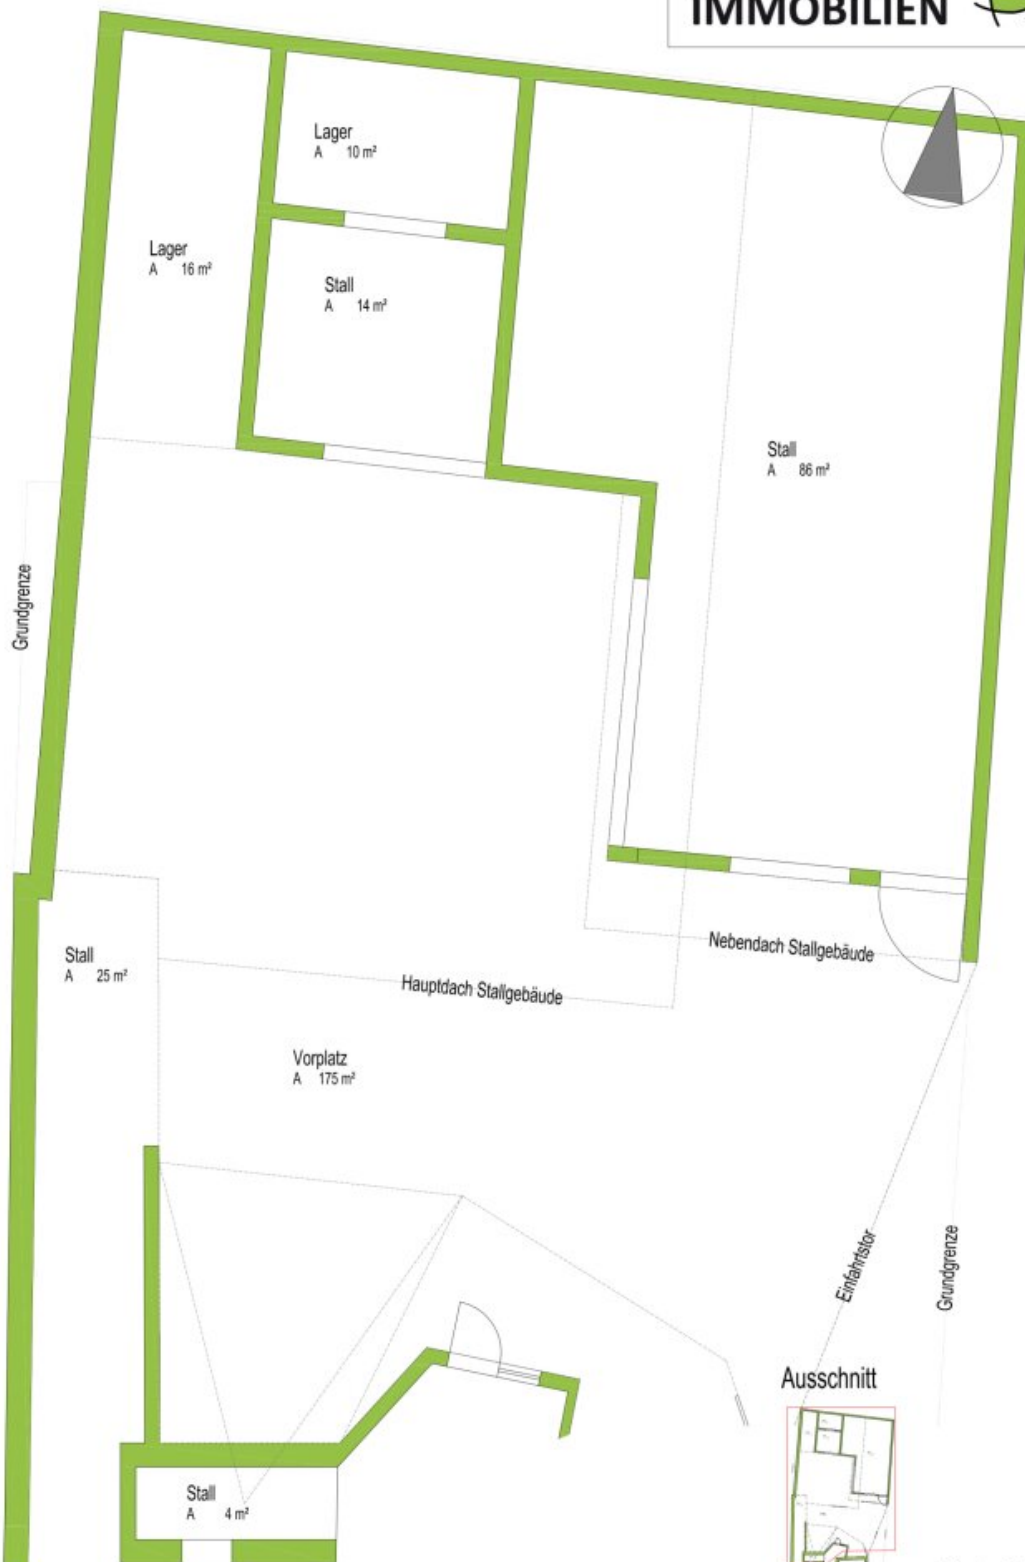 IMMOBILIEN
Lager
A 10 m²
Lager
A 16 m²
Stall
A 14 m²
Stall
A 86 m²
Grundgrenze
Stall
A 25 m²
Nebendach Stallgebäude
Hauptdach Stallgebäude
Vorplatz
A 175 m²
Einfahrtstor
Grundgrenze
Ausschnitt
Stall
A 4 m²